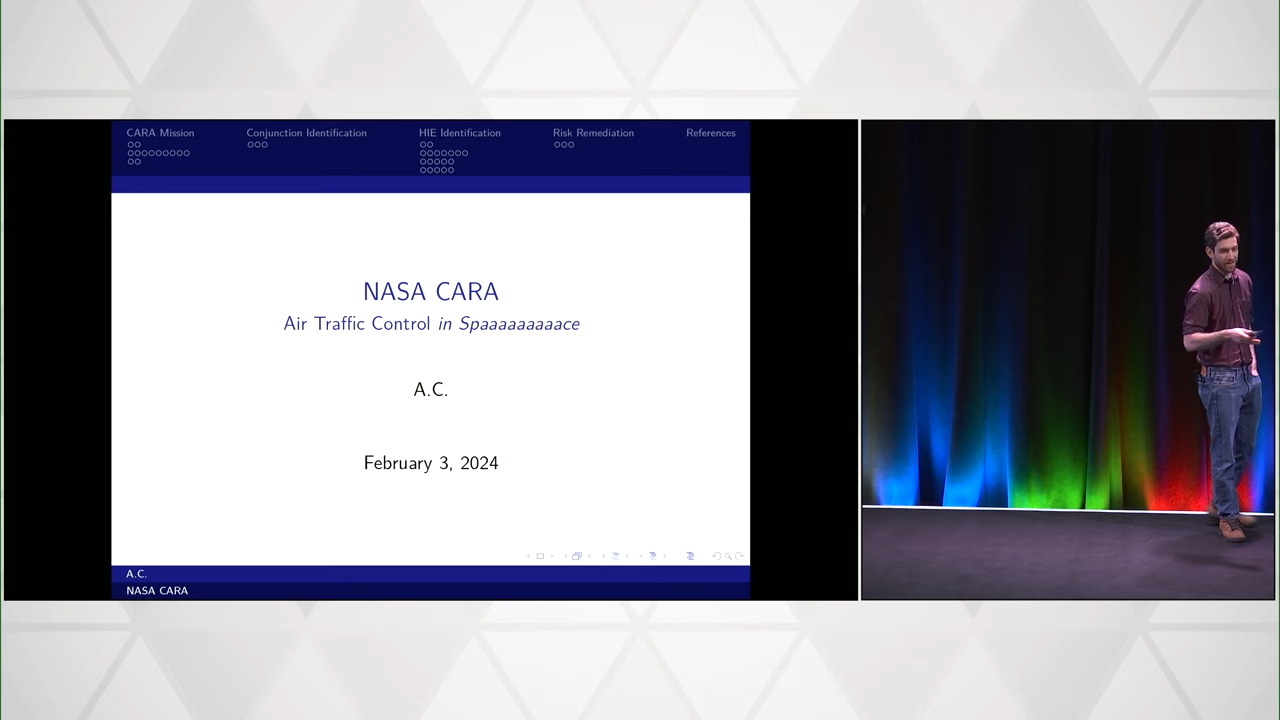 CARA Mission
Conjunction Identification
HIE Identification
Risk Remediation
References
NASA CARA
Air Traffic Control in Spaaaaaaaaace
A.C.
February 3, 2024
A.C.
NASA CARA